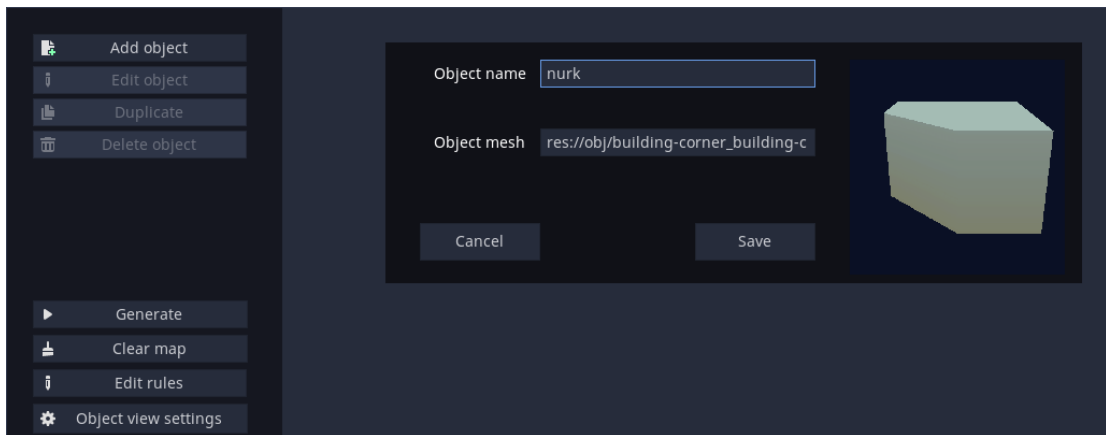 Add object
Edit object
Duplicate
Delete object
Generate
Clear map
Edit rules
Object view settings
Object name
nurk
Object mesh
res://obj/building-corner_building-c
Cancel
Save